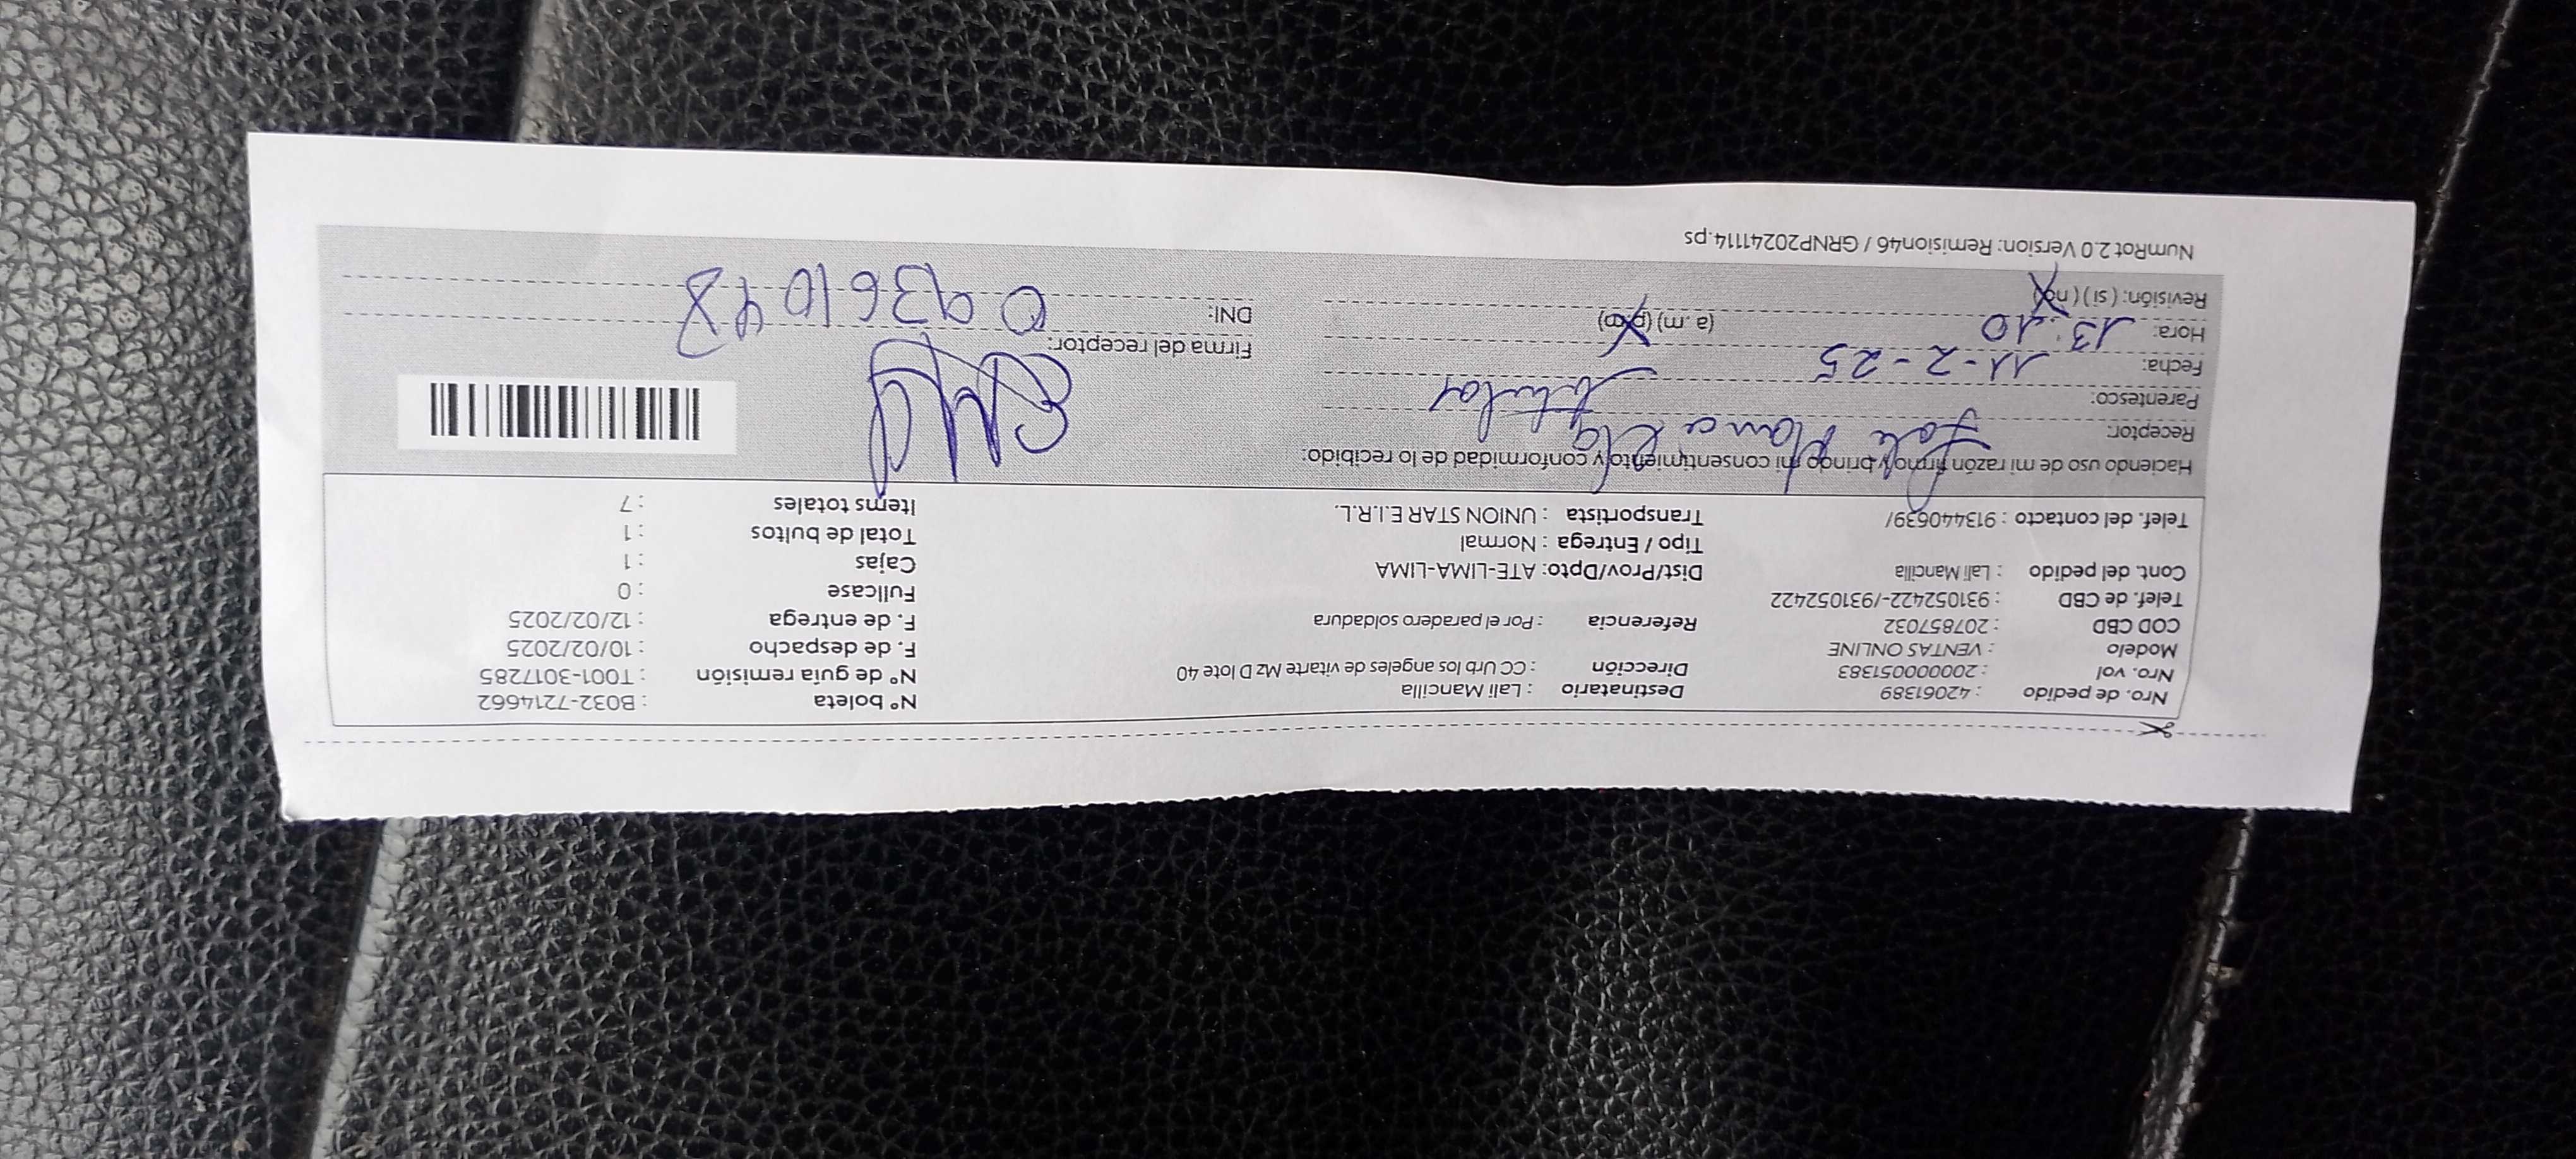 Nro. de pedido : 42061389 Destinatario : Lali Mancilla N° boleta : B032-7214662
Nro. vol : 2000000051383 Dirección : CC Urb los angeles de vitarte Mz D lote 40 N° de guía remisión : T001-3017285
Modelo : VENTAS ONLINE F. de despacho : 10/02/2025
COD CBD : 207857032 Referencia : Por el paradero soldadura F. de entrega : 12/02/2025
Telef. de CBD : 931052422-/931052422 Fullcase : 0
Cont. del pedido : Lali Mancilla Dist/Prov/Dpto: ATE-LIMA-LIMA Cajas : 1
Tipo / Entrega : Normal Total de bultos : 1
Telef. del contacto : 913440639/ Transportista : UNION STAR E.I.R.L. Items totales : 7
Haciendo uso de mi razón firmo y brindo mi consentimiento y conformidad de lo recibido:
Receptor:
Parentesco: titular
Fecha: 11-2-25 Firma del receptor:
Hora: 13:10 (a.m) (p.m) DNI: 09361048
Revisión: (si) (no)
NumRot 2.0 Version: Remision46 / GRNP20241114.ps